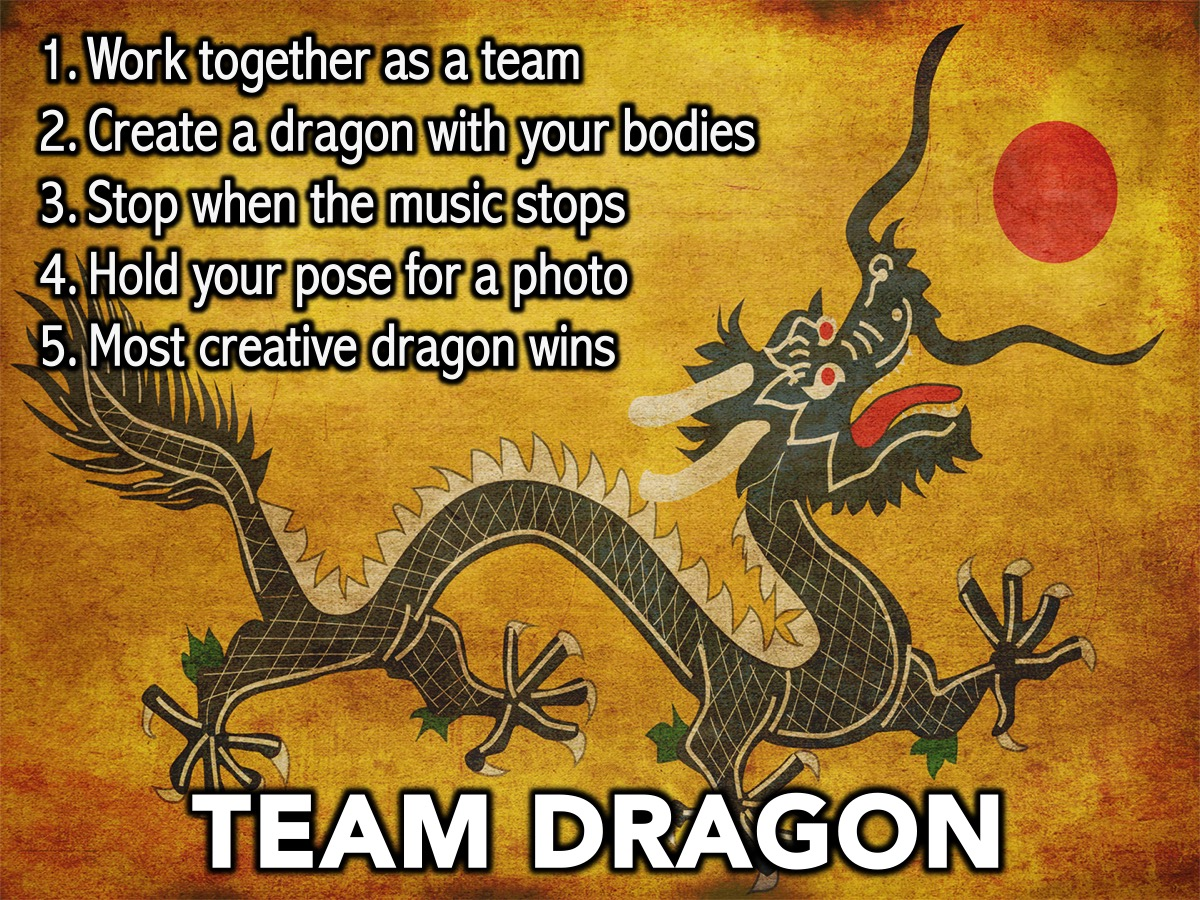 1. Work together as a team
2. Create a dragon with your bodies
3. Stop when the music stops
4. Hold your pose for a photo
5. Most creative dragon wins
TEAM DRAGON